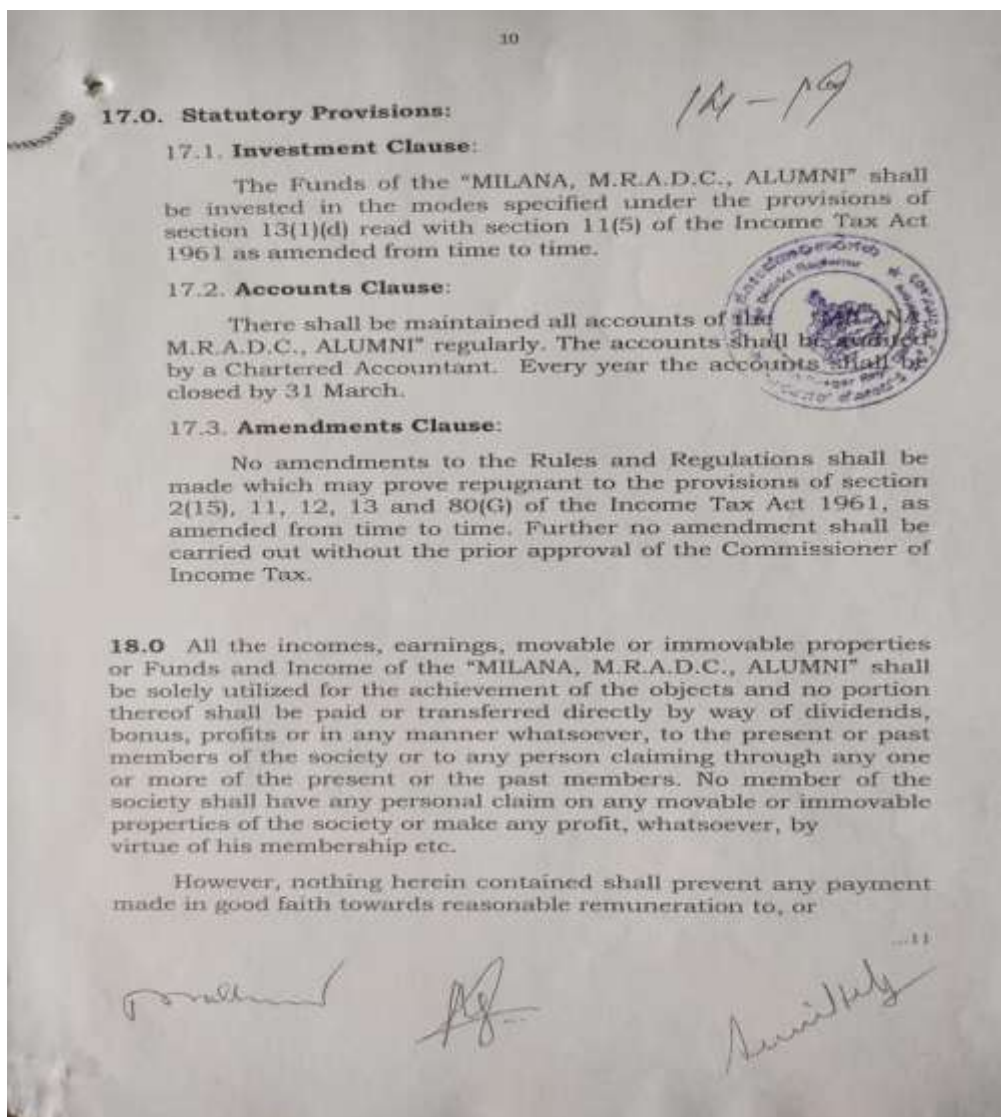 10
14-19
17.0. Statutory Provisions:
17.1. Investment Clause:
The Funds of the “MILANA, M.R.A.D.C., ALUMNI” shall
be invested in the modes specified under the provisions of
section 13(1)(d) read with section 11(5) of the Income Tax Act
1961 as amended from time to time.
17.2. Accounts Clause:
There shall be maintained all accounts of the “MILANA,
M.R.A.D.C., ALUMNI” regularly. The accounts shall be audited
by a Chartered Accountant. Every year the accounts shall be
closed by 31 March.
17.3. Amendments Clause:
No amendments to the Rules and Regulations shall be
made which may prove repugnant to the provisions of section
2(15), 11, 12, 13 and 80(G) of the Income Tax Act 1961, as
amended from time to time. Further no amendment shall be
carried out without the prior approval of the Commissioner of
Income Tax.
18.0 All the incomes, earnings, movable or immovable properties
or Funds and Income of the “MILANA, M.R.A.D.C., ALUMNI” shall
be solely utilized for the achievement of the objects and no portion
thereof shall be paid or transferred directly by way of dividends,
bonus, profits or in any manner whatsoever, to the present or past
members of the society or to any person claiming through any one
or more of the present or the past members. No member of the
society shall have any personal claim on any movable or immovable
properties of the society or make any profit, whatsoever, by
virtue of his membership etc.
However, nothing herein contained shall prevent any payment
made in good faith towards reasonable remuneration to, or
...11